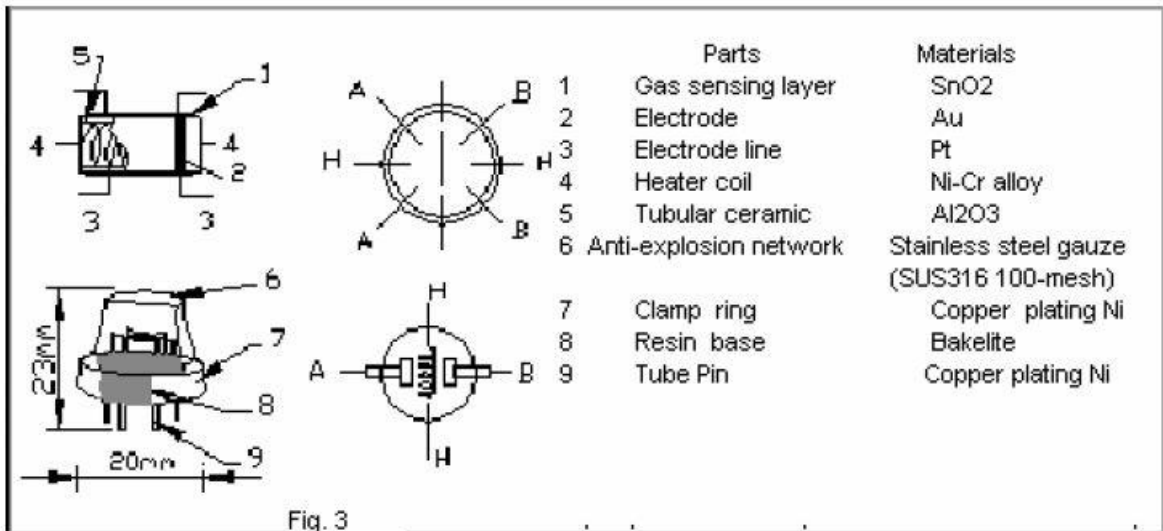 Parts Materials
1 Gas sensing layer SnO2
2 Electrode Au
3 Electrode line Pt
4 Heater coil Ni-Cr alloy
5 Tubular ceramic Al2O3
6 Anti-explosion network Stainless steel gauze
(SUS316 100-mesh)
7 Clamp ring Copper plating Ni
8 Resin base Bakelite
9 Tube Pin Copper plating Ni
5
1
4
4
2
3
3
A
B
H
H
A
B
6
7
8
9
23mm
20mm
H
A
B
H
Fig. 3